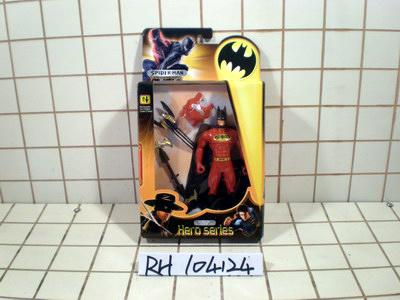 SPIDER-MAN
Hero series
RH 104124